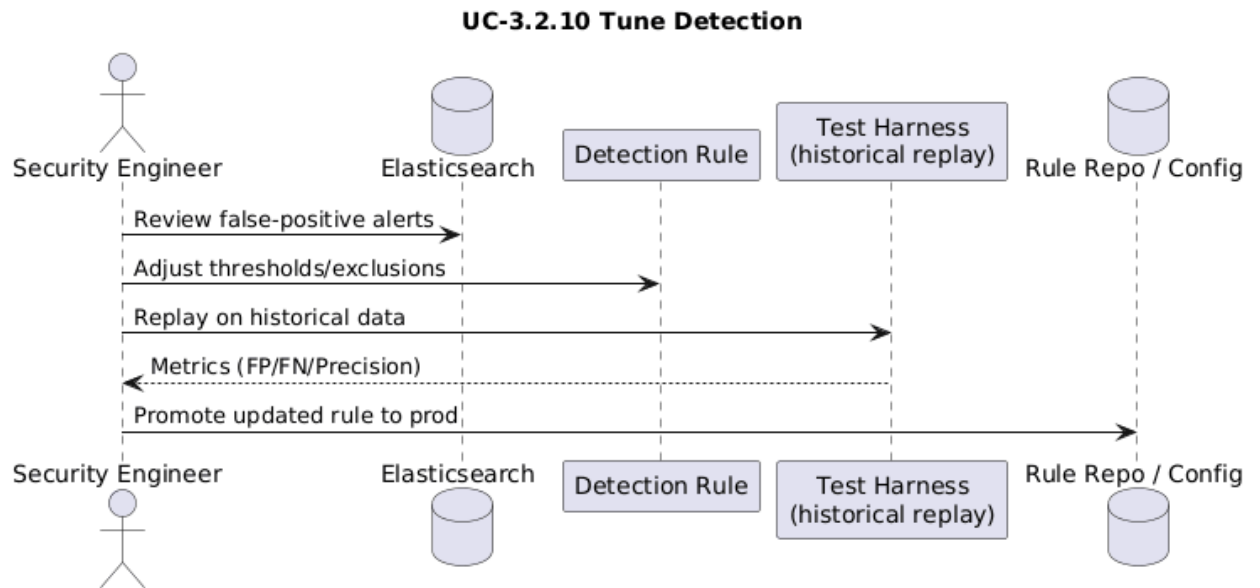 UC-3.2.10 Tune Detection
Security Engineer
Elasticsearch
Detection Rule
Test Harness
(historical replay)
Rule Repo / Config
Review false-positive alerts
Adjust thresholds/exclusions
Replay on historical data
Metrics (FP/FN/Precision)
Promote updated rule to prod
Security Engineer
Elasticsearch
Detection Rule
Test Harness
(historical replay)
Rule Repo / Config